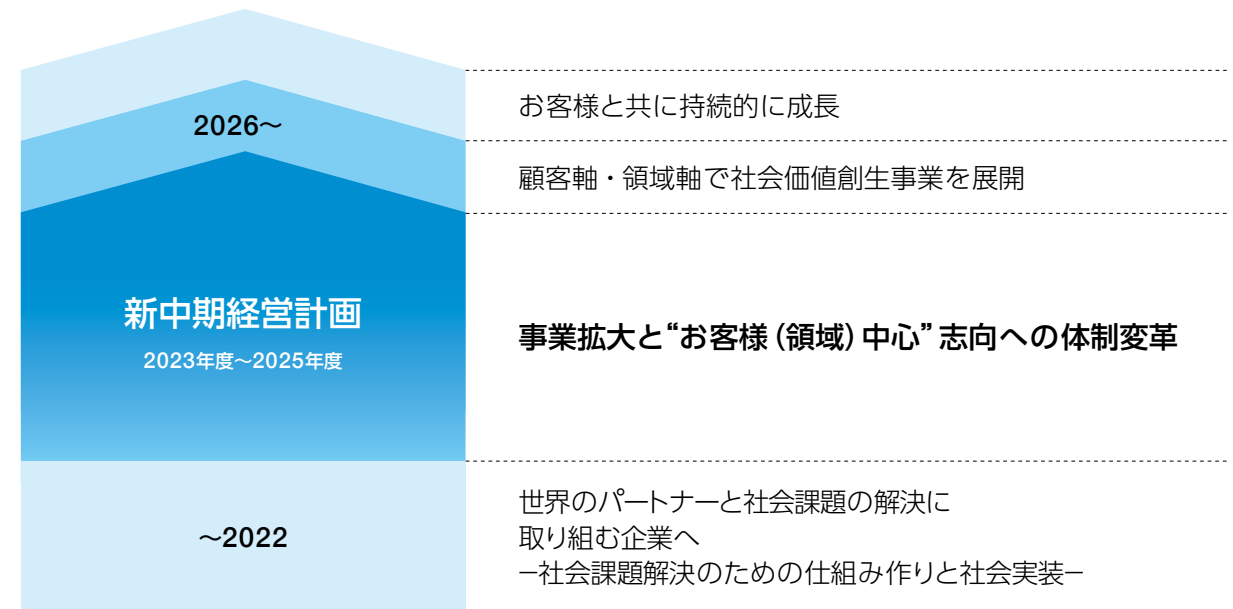 お客様と共に持続的に成長
2026～
顧客軸・領域軸で社会価値創生事業を展開
新中期経営計画
2023年度～2025年度
事業拡大と“お客様（領域）中心”志向への体制変革
～2022
世界のパートナーと社会課題の解決に
取り組む企業へ
－社会課題解決のための仕組み作りと社会実装－